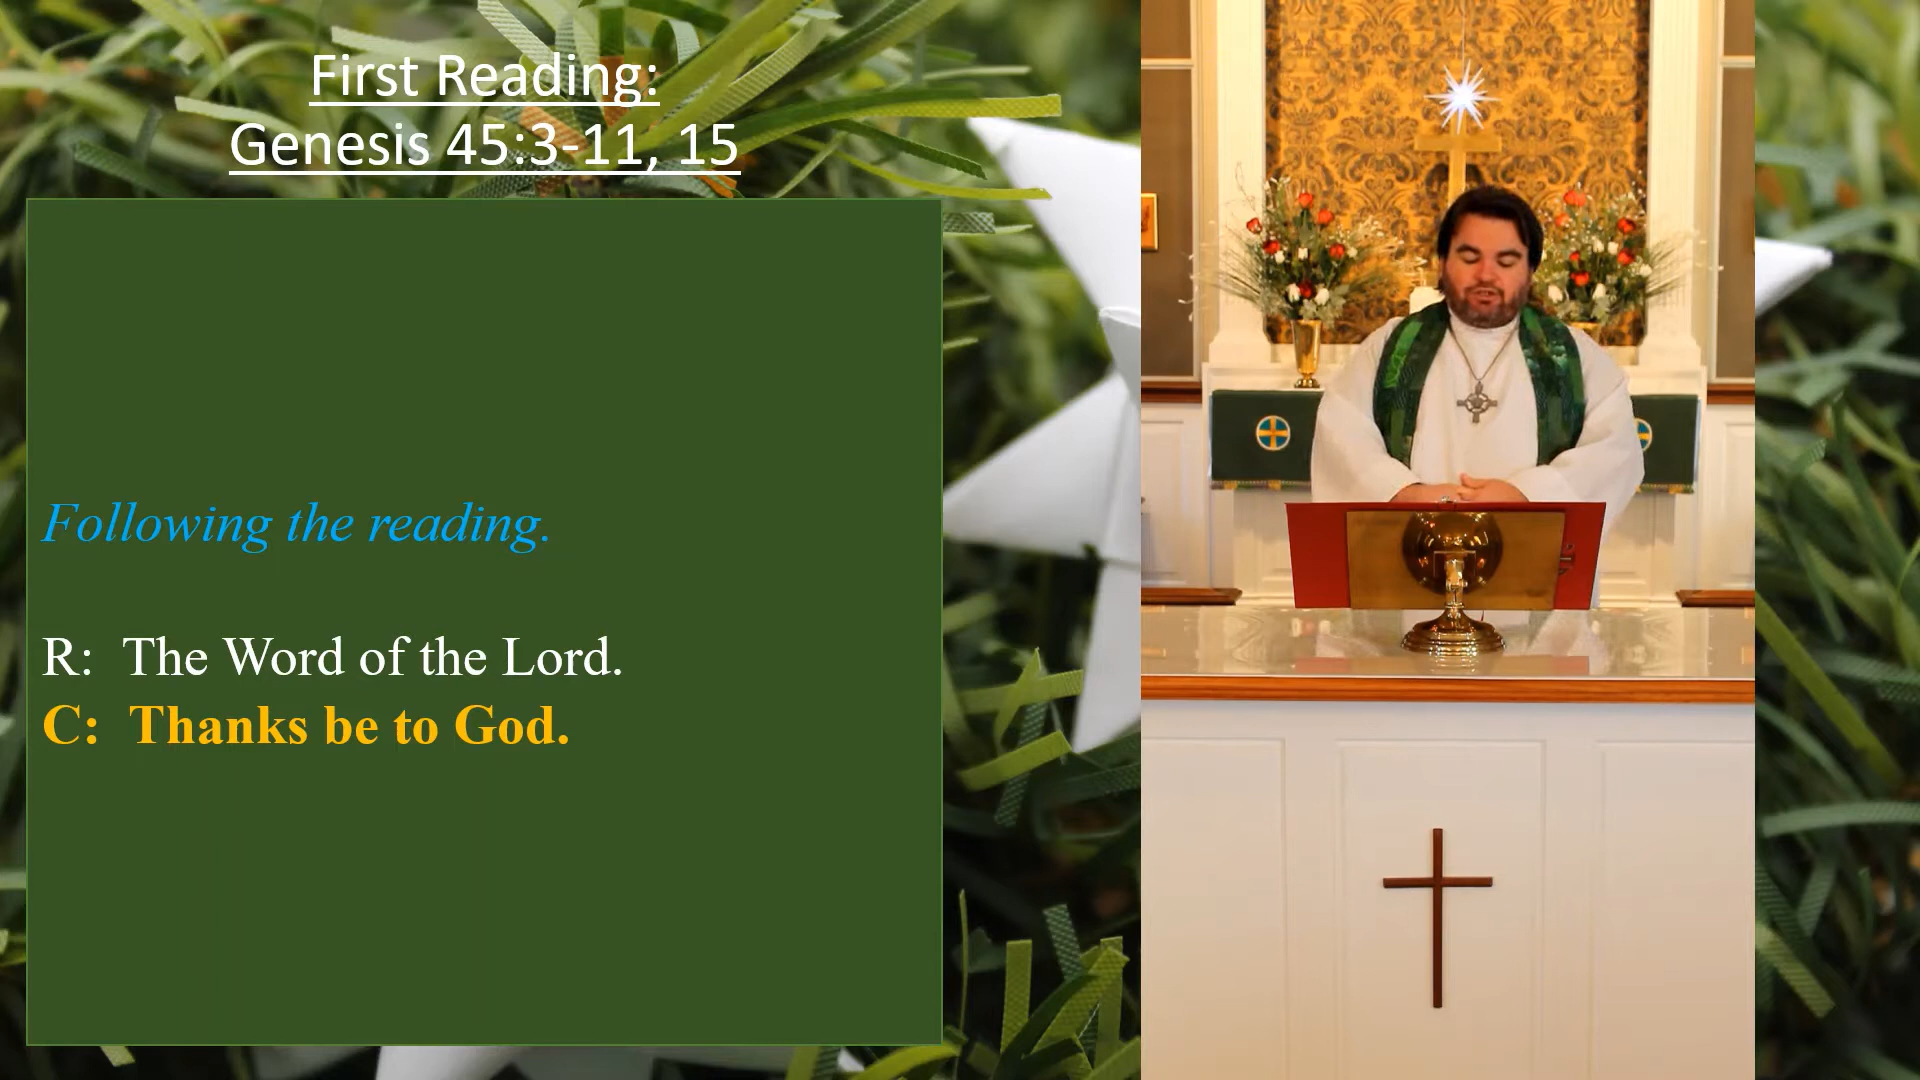 First Reading:
Genesis 45:3-11, 15
Following the reading.
R: The Word of the Lord.
C: Thanks be to God.